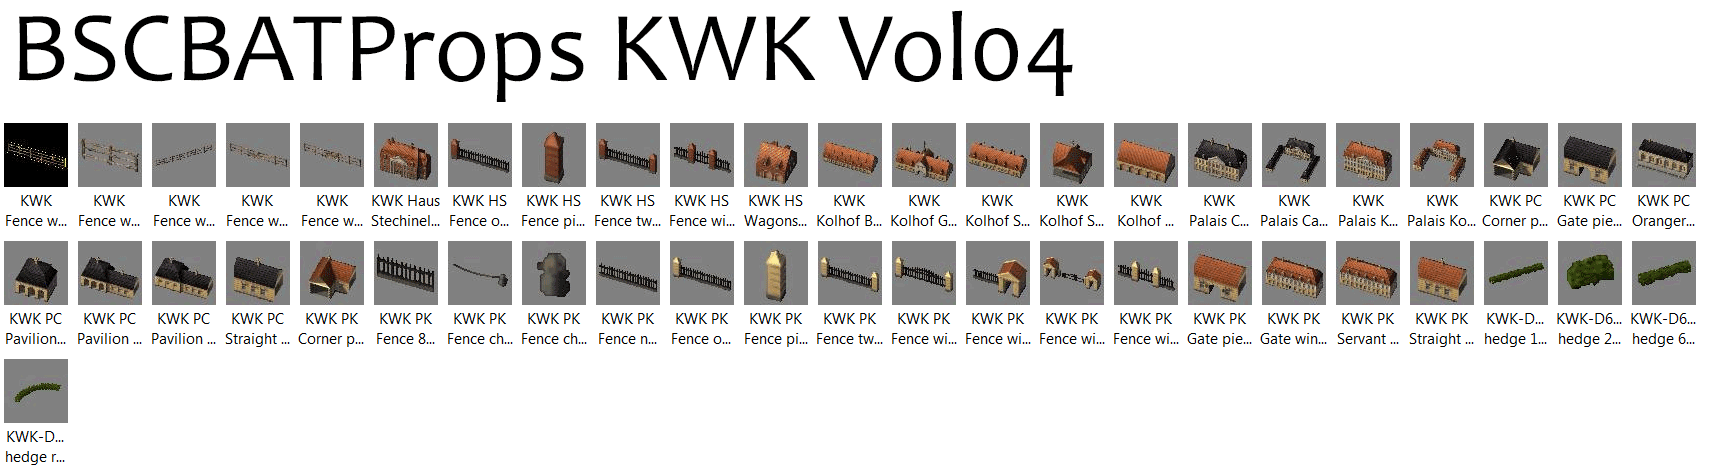 BSCBATProps KWK Vol04
KWK
Fence w...
KWK
Fence w...
KWK
Fence w...
KWK
Fence w...
KWK
Fence w...
KWK Haus
Stechinel...
KWK HS
Fence o...
KWK HS
Fence pi...
KWK HS
Fence tw...
KWK HS
Fence wi...
KWK HS
Wagons...
KWK
Kolhof B...
KWK
Kolhof G...
KWK
Kolhof S...
KWK
Kolhof S...
KWK
Kolhof ...
KWK
Palais C...
KWK
Palais Ca...
KWK
Palais K...
KWK
Palais Ko...
KWK PC
Corner p...
KWK PC
Gate pie...
KWK PC
Oranger...
KWK PC
Pavilion...
KWK PC
Pavilion ...
KWK PC
Pavilion ...
KWK PC
Straight ...
KWK PK
Corner p...
KWK PK
Fence 8...
KWK PK
Fence ch...
KWK PK
Fence ch...
KWK PK
Fence n...
KWK PK
Fence o...
KWK PK
Fence pi...
KWK PK
Fence tw...
KWK PK
Fence wi...
KWK PK
Fence wi...
KWK PK
Fence wi...
KWK PK
Fence wi...
KWK PK
Gate pie...
KWK PK
Gate win...
KWK PK
Servant ...
KWK PK
Straight ...
KWK-D...
hedge 1...
KWK-D6...
hedge 2...
KWK-D6...
hedge 6...
KWK-D...
hedge r...